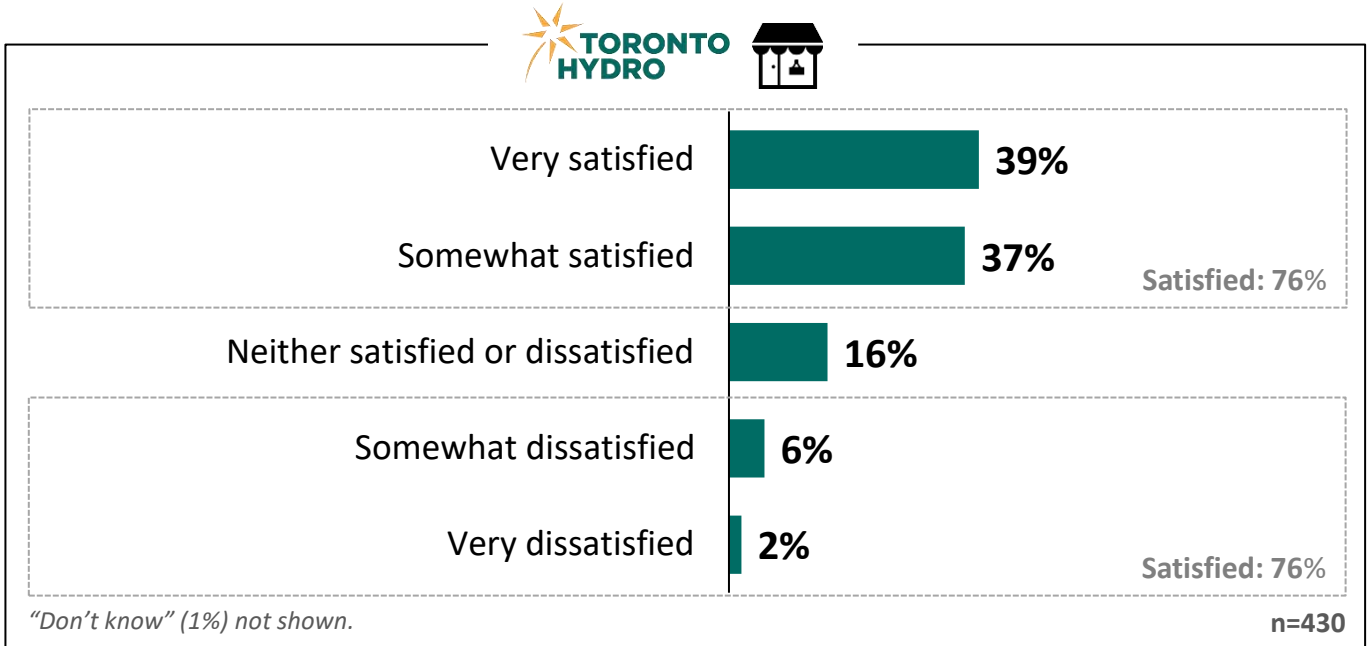 TORONTO
HYDRO
Very satisfied 39%
Somewhat satisfied 37%
Satisfied: 76%
Neither satisfied or dissatisfied 16%
Somewhat dissatisfied 6%
Very dissatisfied 2%
Satisfied: 76%
“Don’t know” (1%) not shown. n=430